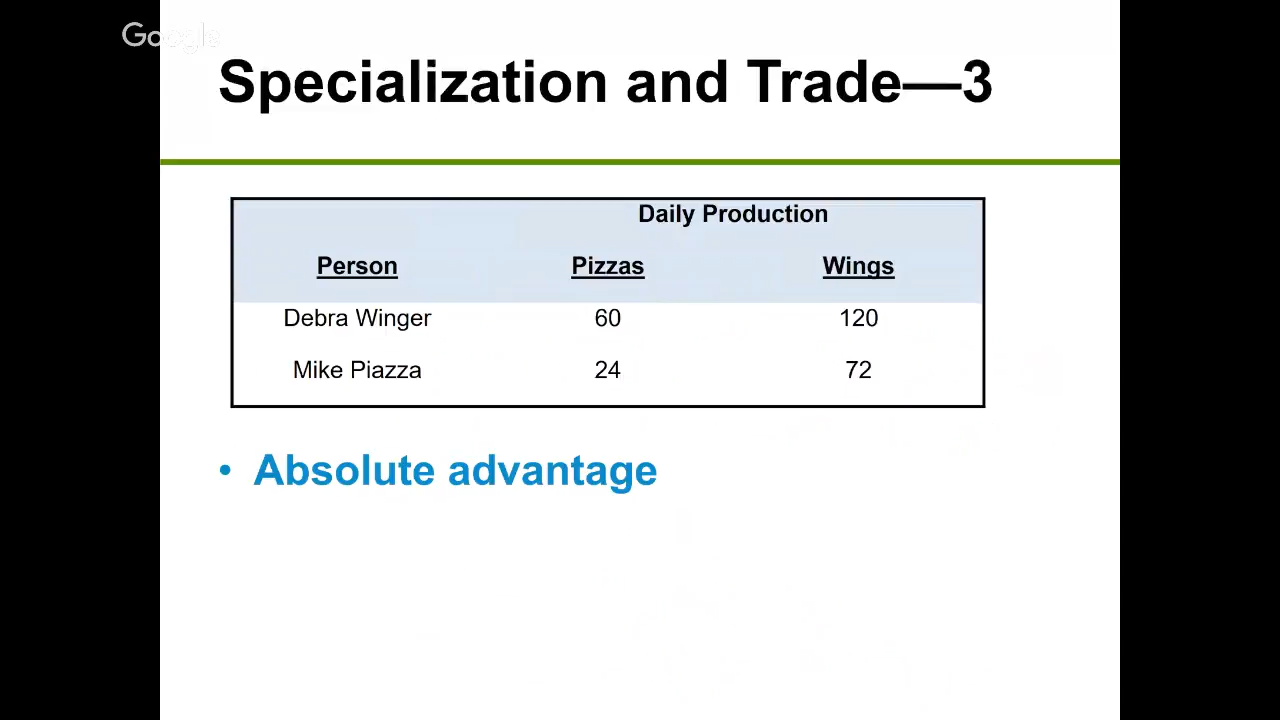 Google
Specialization and Trade—3
Daily Production
Person Pizzas Wings
Debra Winger 60 120
Mike Piazza 24 72
• Absolute advantage